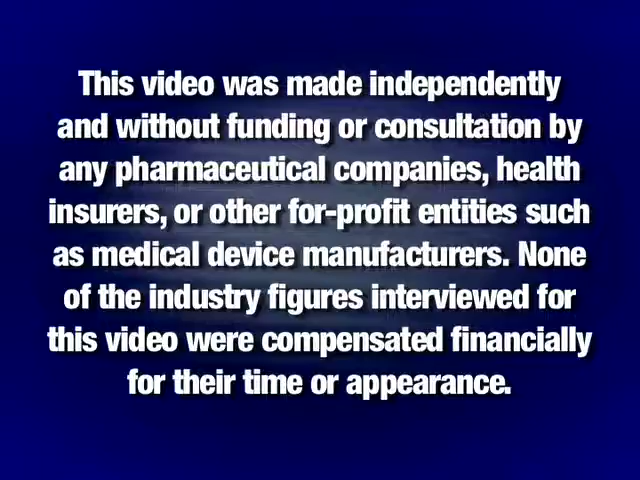 This video was made independently
and without funding or consultation by
any pharmaceutical companies, health
insurers, or other for-profit entities such
as medical device manufacturers. None
of the industry figures interviewed for
this video were compensated financially
for their time or appearance.